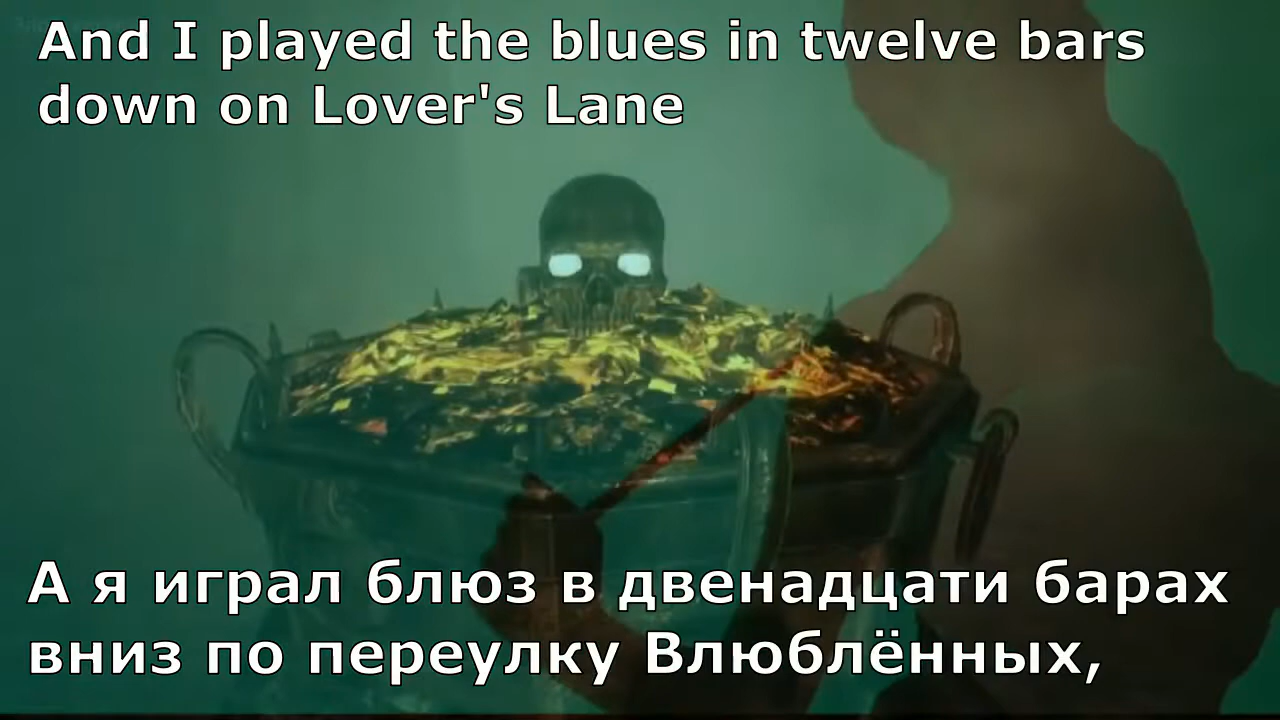 And I played the blues in twelve bars
down on Lover's Lane
А я играл блюз в двенадцати барах
вниз по переулку Влюблённых,